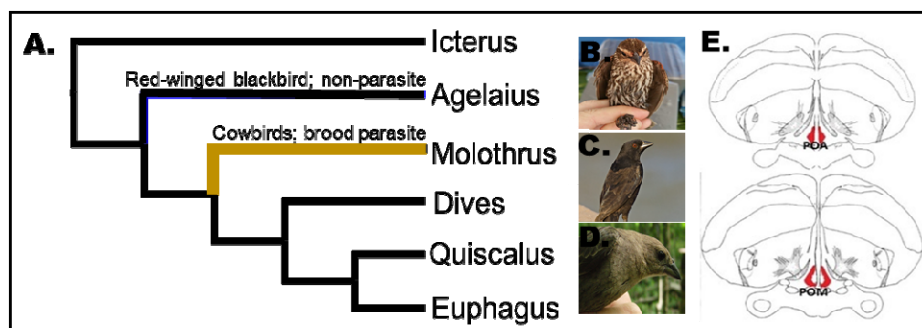 A.
Icterus
Red-winged blackbird; non-parasite
Agelaius
Cowbirds; brood parasite
Molothrus
Dives
Quiscalus
Euphagus
B.
C.
D.
E.
POA
POM